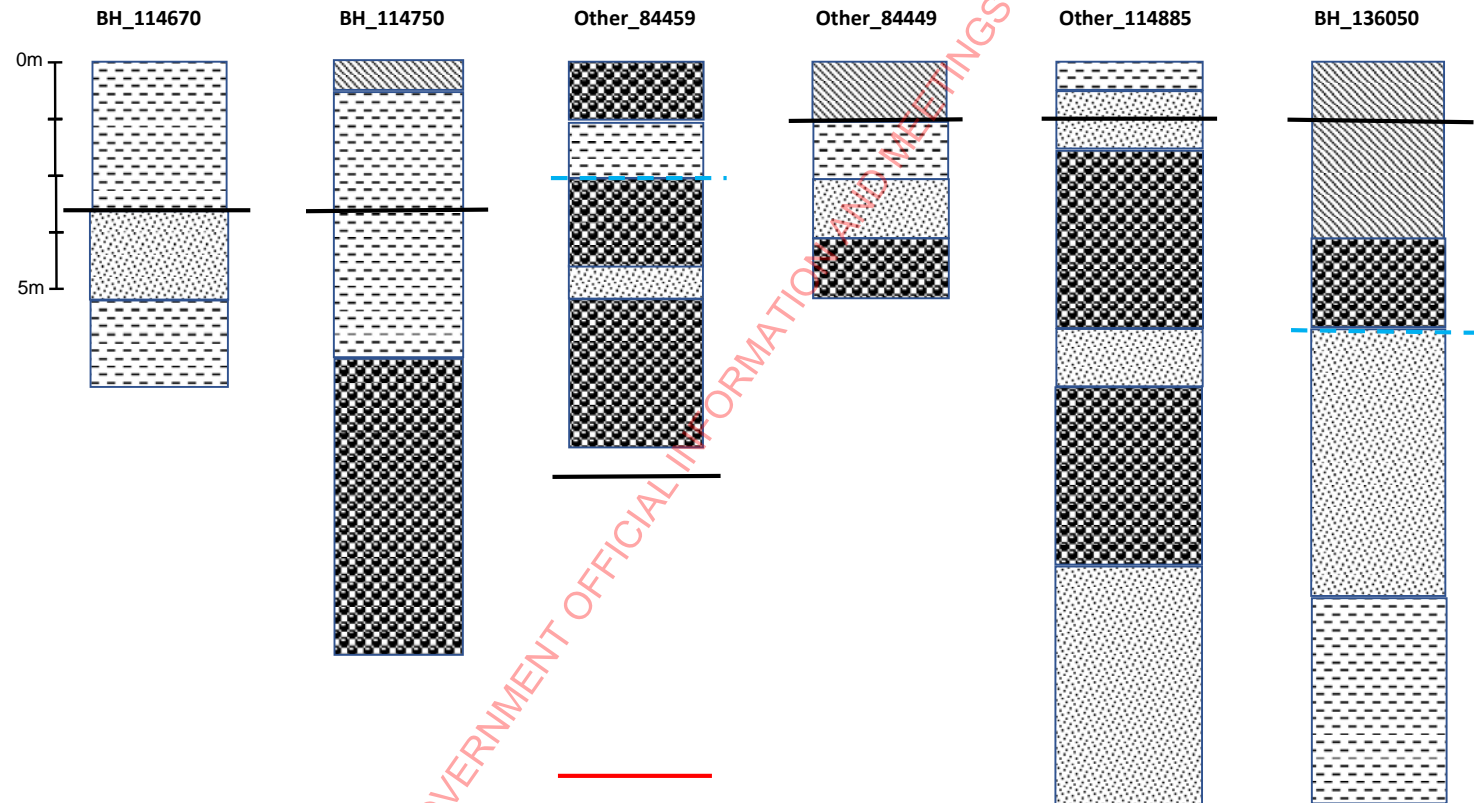 BH_114670 BH_114750 Other_84459 Other_84449 Other_114885 BH_136050
0m
5m
GOVERNMENT OFFICIAL INFORMATION AND MEETINGS